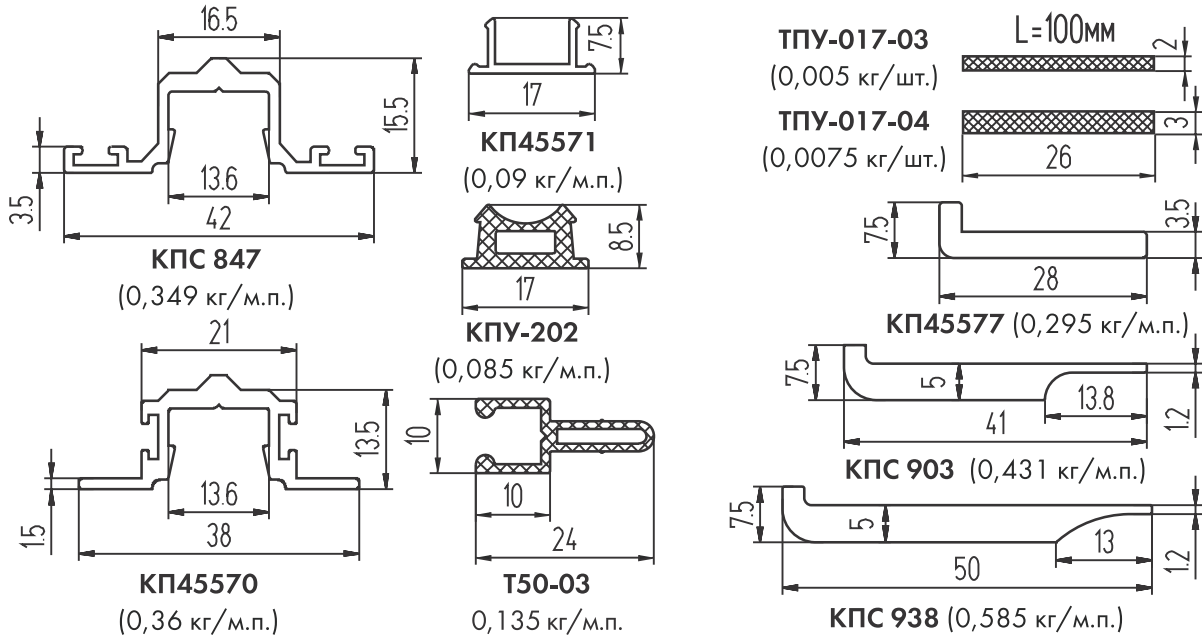 16.5
15.5
3.5
13.6
42
КПС 847
(0,349 кг/м.п.)
21
13.5
1.5
13.6
38
КП45570
(0,36 кг/м.п.)
7.5
17
КП45571
(0,09 кг/м.п.)
8.5
17
КПУ-202
(0,085 кг/м.п.)
10
10
24
Т50-03
0,135 кг/м.п.
ТПУ-017-03
(0,005 кг/шт.)
L=100мм
2
ТПУ-017-04
(0,0075 кг/шт.)
3
26
7.5
3.5
28
КП45577 (0,295 кг/м.п.)
7.5
5
13.8
1.2
41
КПС 903 (0,431 кг/м.п.)
7.5
5
13
1.2
50
КПС 938 (0,585 кг/м.п.)